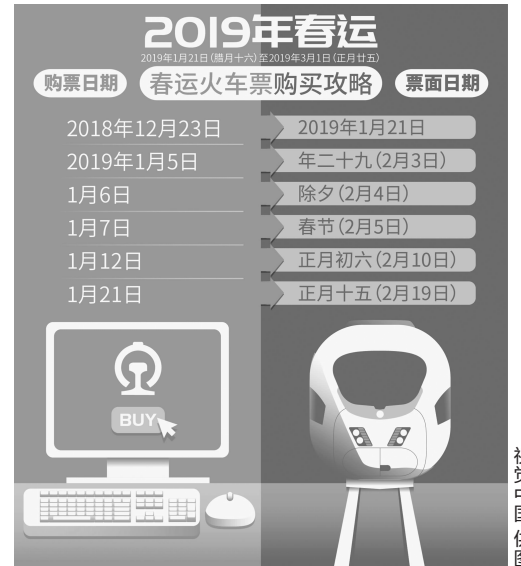 2019年春运
2019年1月21日(腊月十六)至2019年3月1日(正月廿五)
购票日期 春运火车票购买攻略 票面日期
2018年12月23日 2019年1月21日
2019年1月5日 年二十九(2月3日)
1月6日 除夕(2月4日)
1月7日 春节(2月5日)
1月12日 正月初六(2月10日)
1月21日 正月十五(2月19日)
BUY